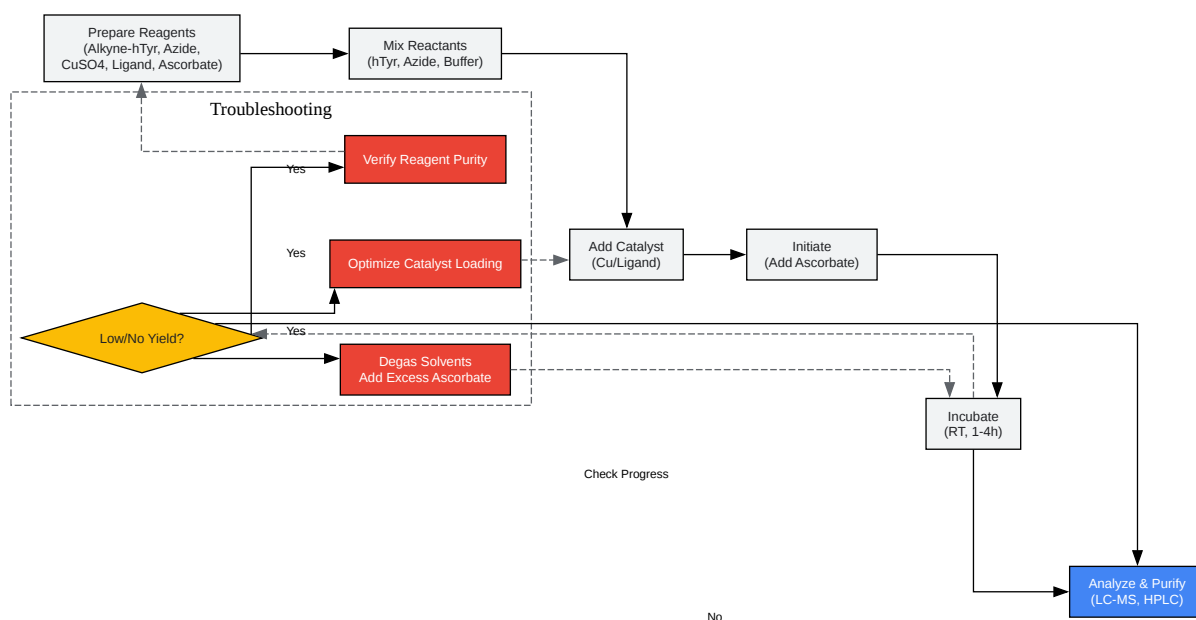 Prepare Reagents
(Alkyne-hTyr, Azide,
CuSO4, Ligand, Ascorbate)
Mix Reactants
(hTyr, Azide, Buffer)
Troubleshooting
Verify Reagent Purity
Yes
Yes
Optimize Catalyst Loading
Add Catalyst
(Cu/Ligand)
Initiate
(Add Ascorbate)
Low/No Yield?
Yes
Degas Solvents
Add Excess Ascorbate
Incubate
(RT, 1-4h)
Check Progress
Analyze & Purify
(LC-MS, HPLC)
No